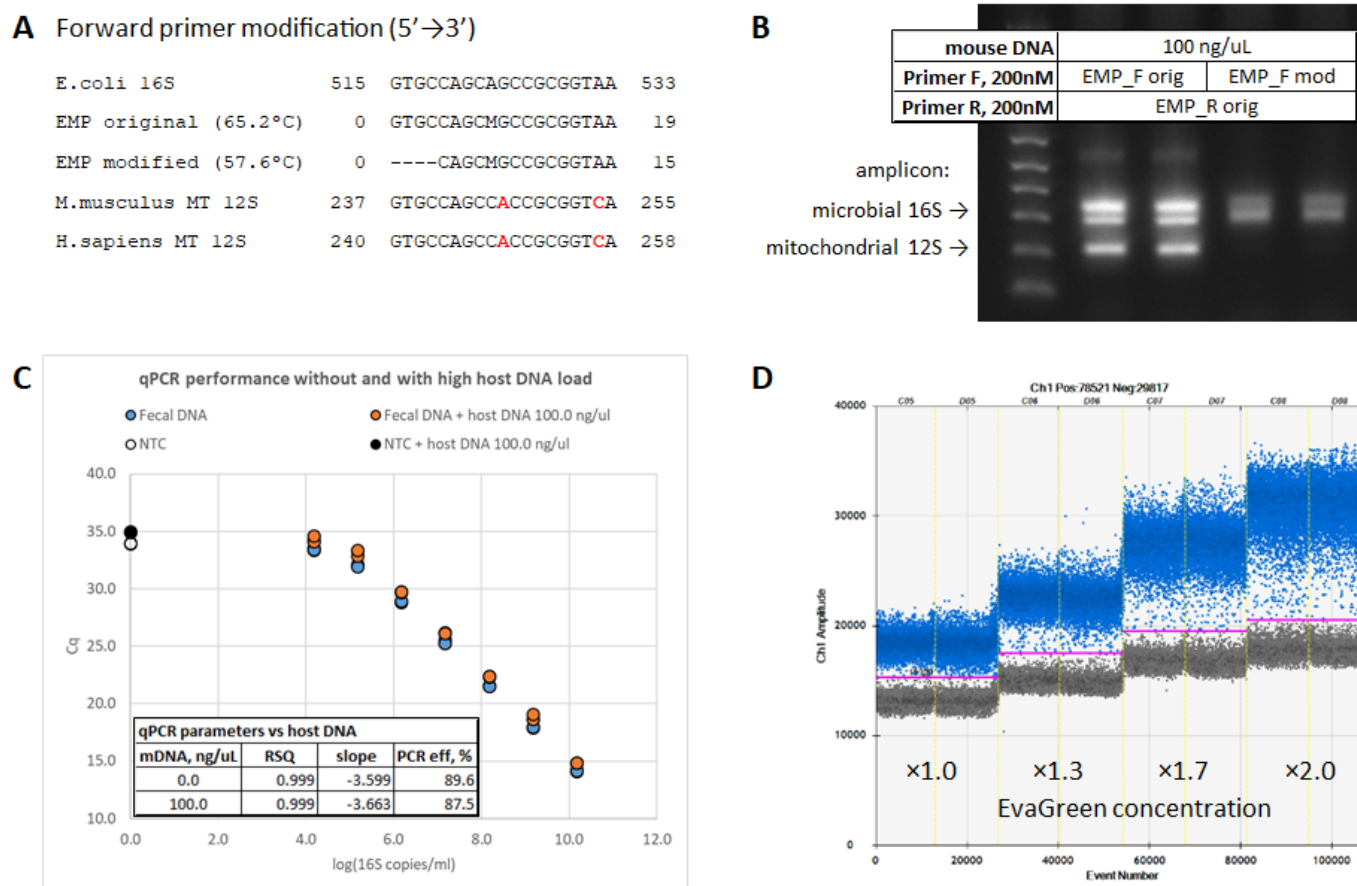 A Forward primer modification (5’→3’)
E.coli 16S 515 GTGCCAGCAGCCGCGGTAA 533
EMP original (65.2°C) 0 GTGCCAGCMGCCGCGGTAA 19
EMP modified (57.6°C) 0 ----CAGCMGCCGCGGTAA 15
M.musculus MT 12S 237 GTGCCAGCCACCGCGGTCA 255
H.sapiens MT 12S 240 GTGCCAGCCACCGCGGTCA 258
B
mouse DNA 100 ng/uL
Primer F, 200nM EMP_F orig EMP_F mod
Primer R, 200nM EMP_R orig
amplicon:
microbial 16S →
mitochondrial 12S →
C
qPCR performance without and with high host DNA load
Fecal DNA Fecal DNA + host DNA 100.0 ng/ul
NTC NTC + host DNA 100.0 ng/ul
40.0
35.0
30.0
25.0
20.0
15.0
10.0
Cq
qPCR parameters vs host DNA
mDNA, ng/uL RSQ slope PCR eff, %
0.0 0.999 -3.599 89.6
100.0 0.999 -3.663 87.5
0.0 2.0 4.0 6.0 8.0 10.0 12.0
log(16S copies/ml)
D
Ch1 Pos:78521 Neg:29817
C05 D05 C06 D06 C07 D07 C08 D08
40000
30000
20000
10000
0
Ch1 Amplitude
×1.0 ×1.3 ×1.7 ×2.0
EvaGreen concentration
0 20000 40000 60000 80000 100000
Event Number